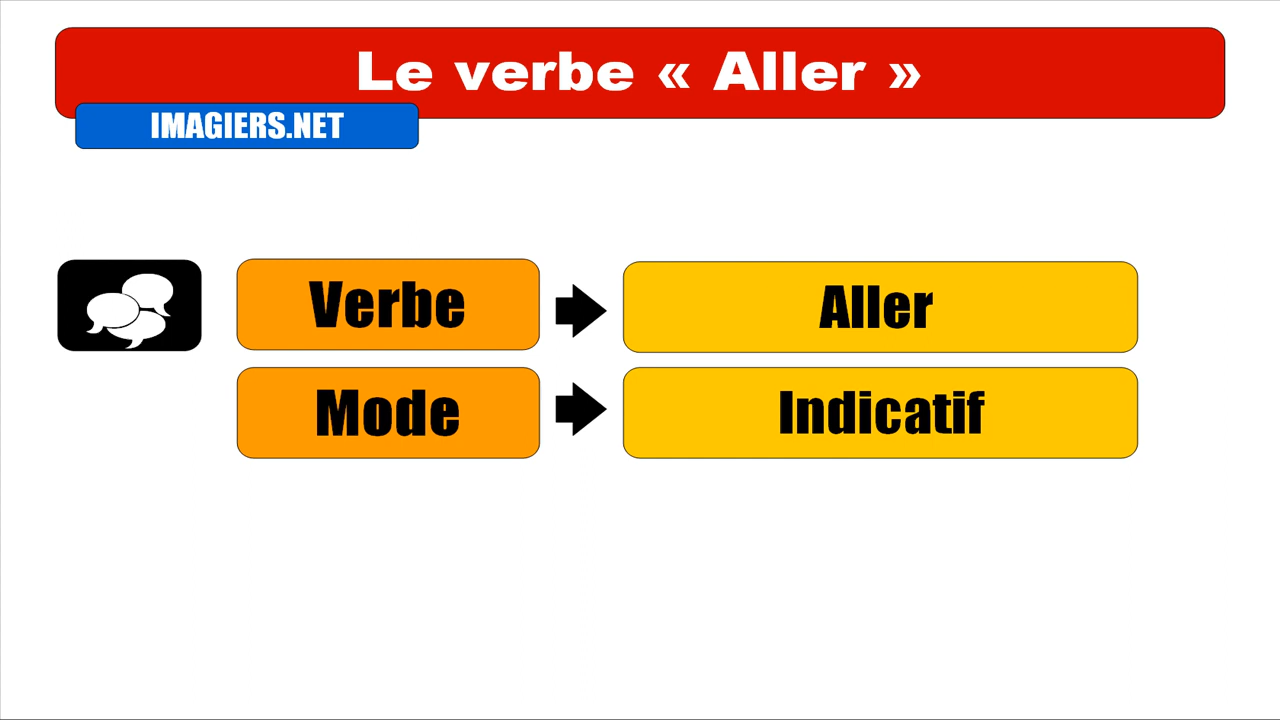 Le verbe « Aller »
IMAGIERS.NET
Verbe Aller
Mode Indicatif